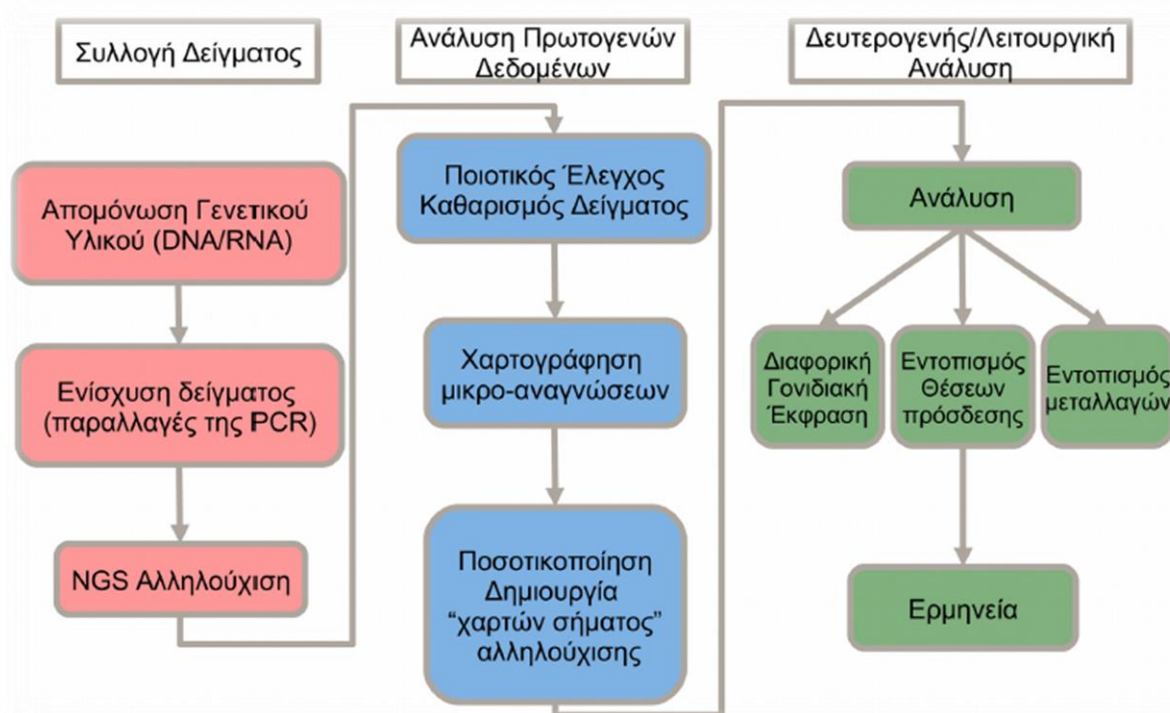 Συλλογή Δείγματος
Ανάλυση Πρωτογενών
Δεδομένων
Δευτερογενής/Λειτουργική
Ανάλυση
Απομόνωση Γενετικού
Υλικού (DNA/RNA)
Ενίσχυση δείγματος
(παραλλαγές της PCR)
NGS Αλληλούχιση
Ποιοτικός Έλεγχος
Καθαρισμός Δείγματος
Χαρτογράφηση
μικρο-αναγνώσεων
Ποσοτικοποίηση
Δημιουργία
“χαρτών σήματος”
αλληλούχισης
Ανάλυση
Διαφορική
Γονιδιακή
Έκφραση
Εντοπισμός
Θέσεων
πρόσδεσης
Εντοπισμός
μεταλλαγών
Ερμηνεία